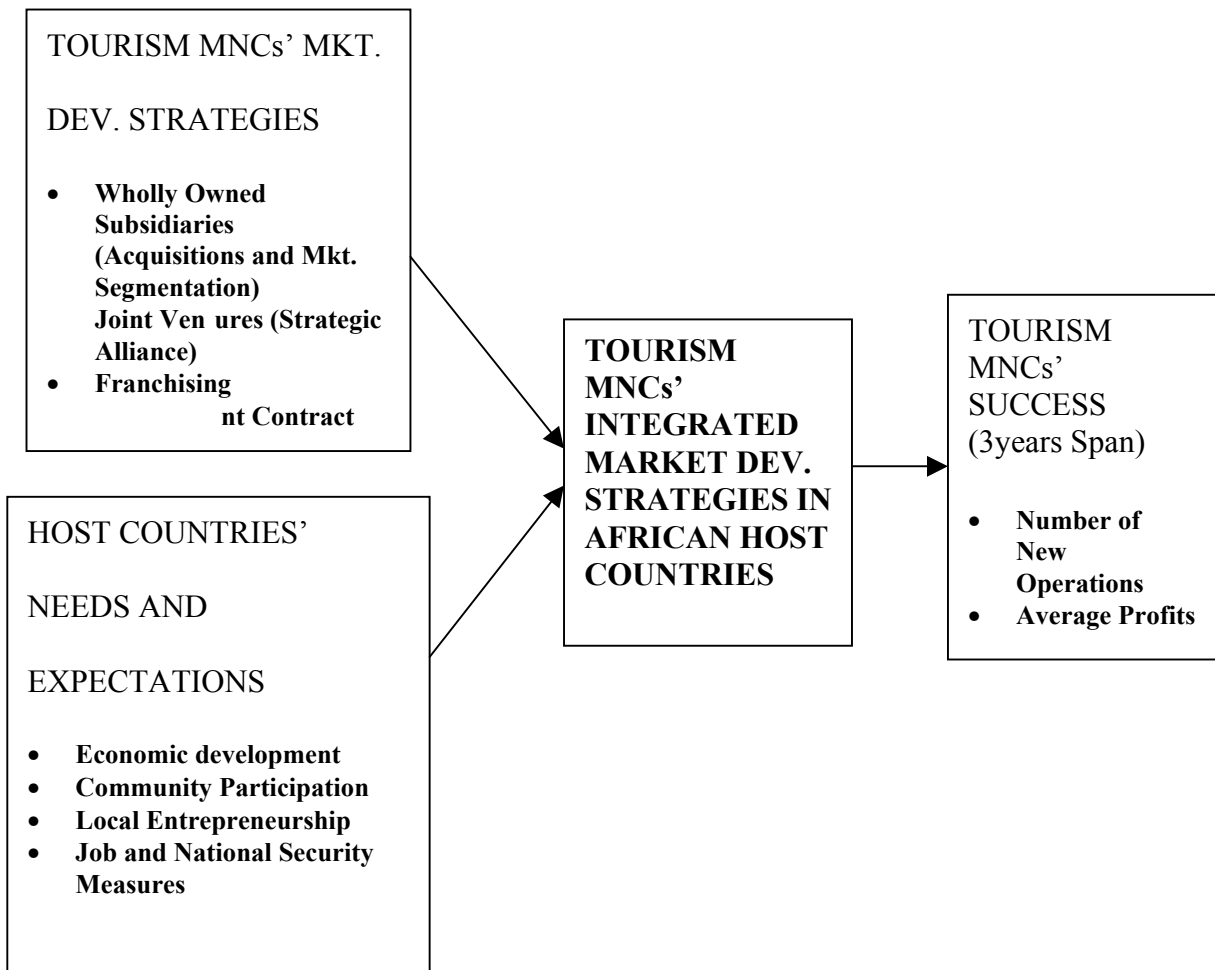 TOURISM MNCs’ MKT.
DEV. STRATEGIES
• Wholly Owned
Subsidiaries
(Acquisitions and Mkt.
Segmentation)
Joint Ven ures (Strategic
Alliance)
• Franchising
nt Contract
HOST COUNTRIES’
NEEDS AND
EXPECTATIONS
• Economic development
• Community Participation
• Local Entrepreneurship
• Job and National Security
Measures
TOURISM
MNCs’
INTEGRATED
MARKET DEV.
STRATEGIES IN
AFRICAN HOST
COUNTRIES
TOURISM
MNCs’
SUCCESS
(3years Span)
• Number of
New
Operations
• Average Profits